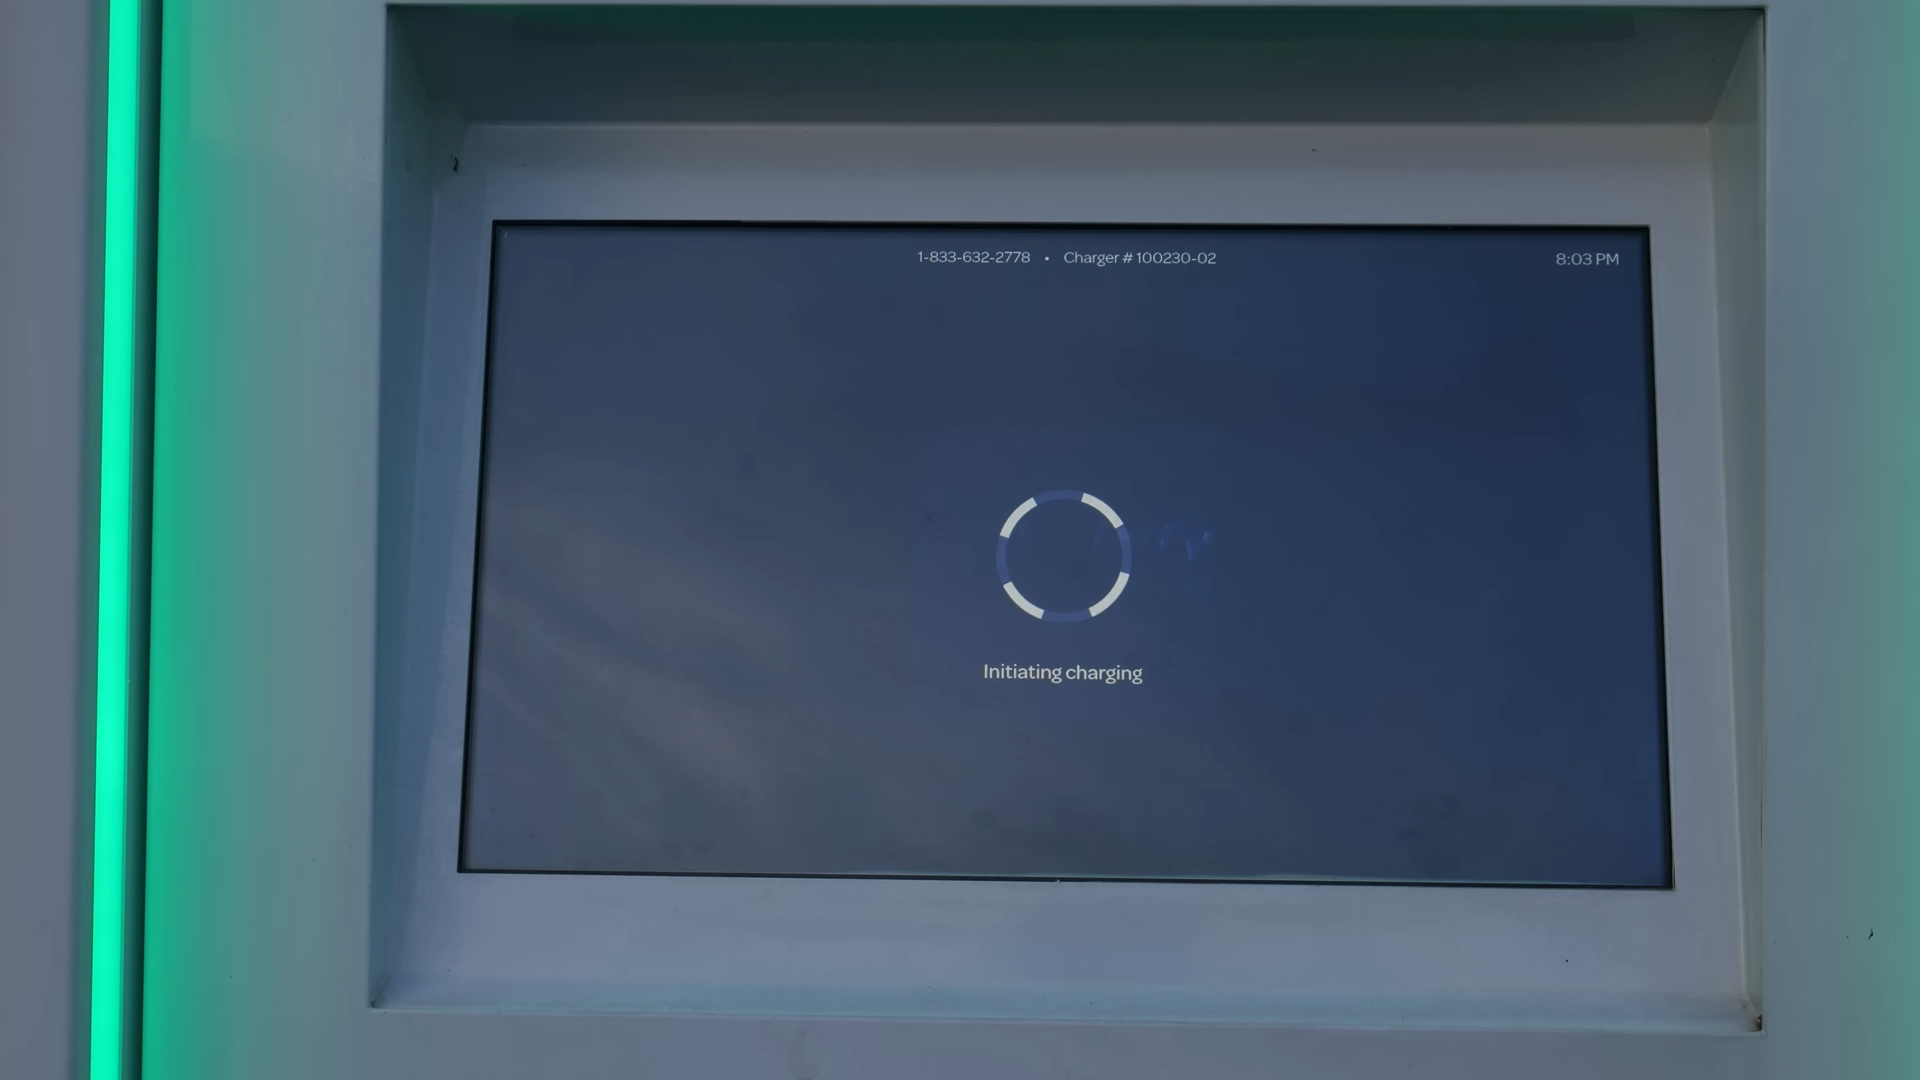 1-833-632-2778 • Charger # 100230-02
8:03 PM
Initiating charging